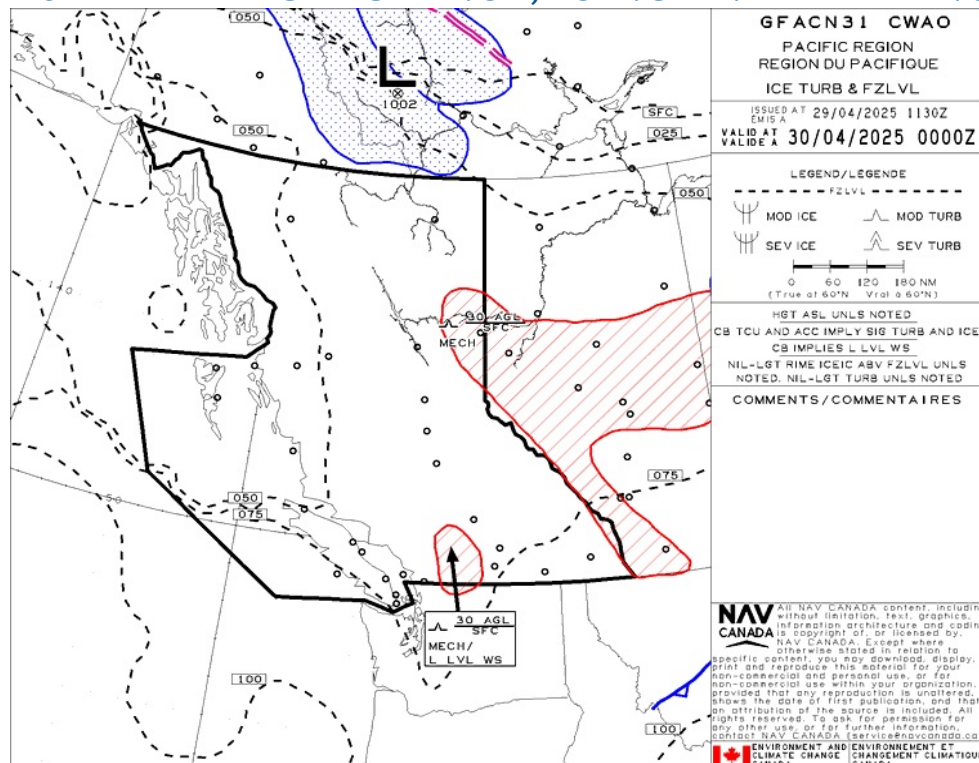 GFACN31 CWAO
PACIFIC REGION
REGION DU PACIFIQUE
ICE TURB & FZLVL
ISSUED AT
EMIS A
29/04/2025 1130Z
VALID AT
VALIDE A
30/04/2025 0000Z
LEGEND/LÉGENDE
FZLVL
MOD ICE
MOD TURB
SEV ICE
SEV TURB
0 60 120 180 NM
(True at 60°N Vrai à 60°N)
HGT ASL UNLS NOTED
CB TCU AND ACC IMPLY SIG TURB AND ICE
CB IMPLIES L LVL WS
NIL-LGT RIME ICEIC ABV FZLVL UNLS
NOTED. NIL-LGT TURB UNLS NOTED
COMMENTS/COMMENTAIRES
050
L
1002
050
SFC
025
050
140
30 AGL
SFC
MECH
075
050
075
50
30 AGL
SFC
MECH/
L LVL WS
100
100
NAV
CANADA
All NAV CANADA content, including
without limitation, text, graphics,
information architecture and coding
is copyright of, or licensed by,
NAV CANADA. Except where
otherwise stated in relation to
specific content, you may download, display,
print and reproduce this material for your
non-commercial and personal use, or for
non-commercial use within your organization,
provided that any reproduction is unaltered,
shows the date of first publication, and that
an attribution of the source is included. All
rights reserved. To ask for permission for
any other use, or for further information,
contact NAV CANADA (service@navcanada.ca
ENVIRONMENT AND
CLIMATE CHANGE
CANADA
ENVIRONNEMENT ET
CHANGEMENT CLIMATIQUE
CANADA